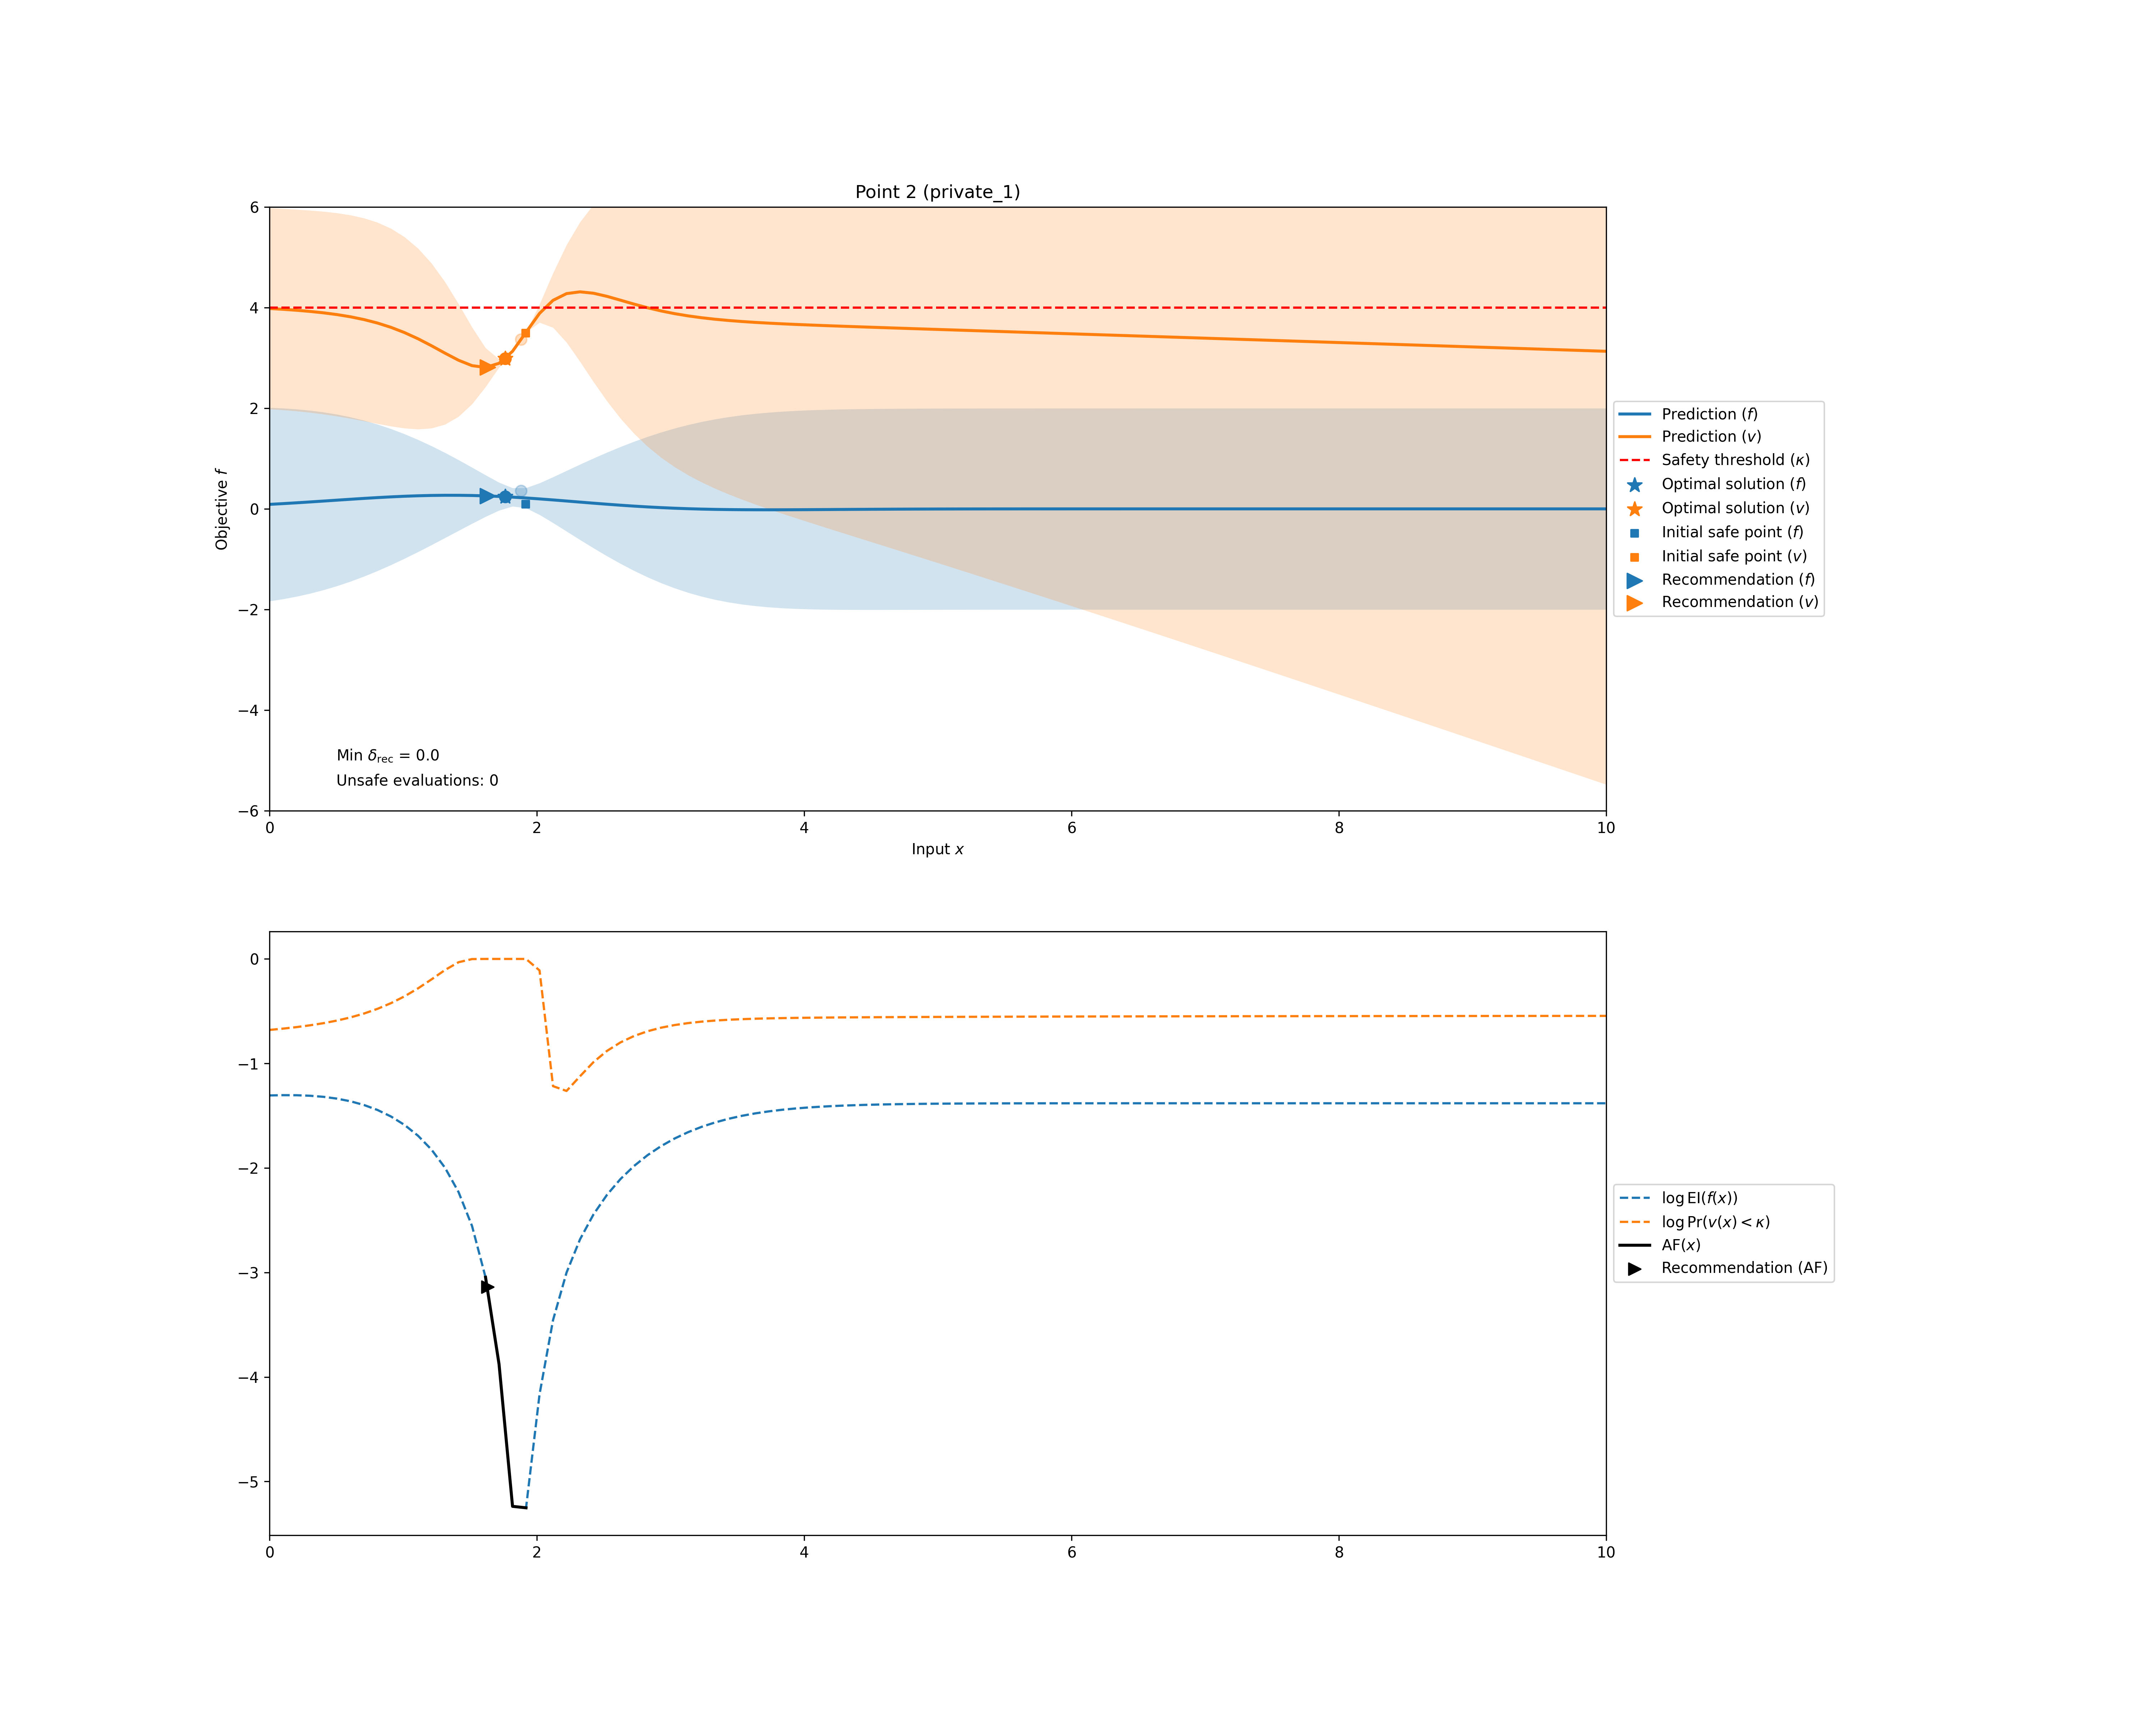 Point 2 (private_1)
6
4
2
0
−2
−4
−6
Objective f
Min δrec = 0.0
Unsafe evaluations: 0
0 2 4 6 8 10
Input x
Prediction (f)
Prediction (v)
Safety threshold (κ)
Optimal solution (f)
Optimal solution (v)
Initial safe point (f)
Initial safe point (v)
Recommendation (f)
Recommendation (v)
0
−1
−2
−3
−4
−5
0 2 4 6 8 10
log EI(f(x))
log Pr(v(x) < κ)
AF(x)
Recommendation (AF)